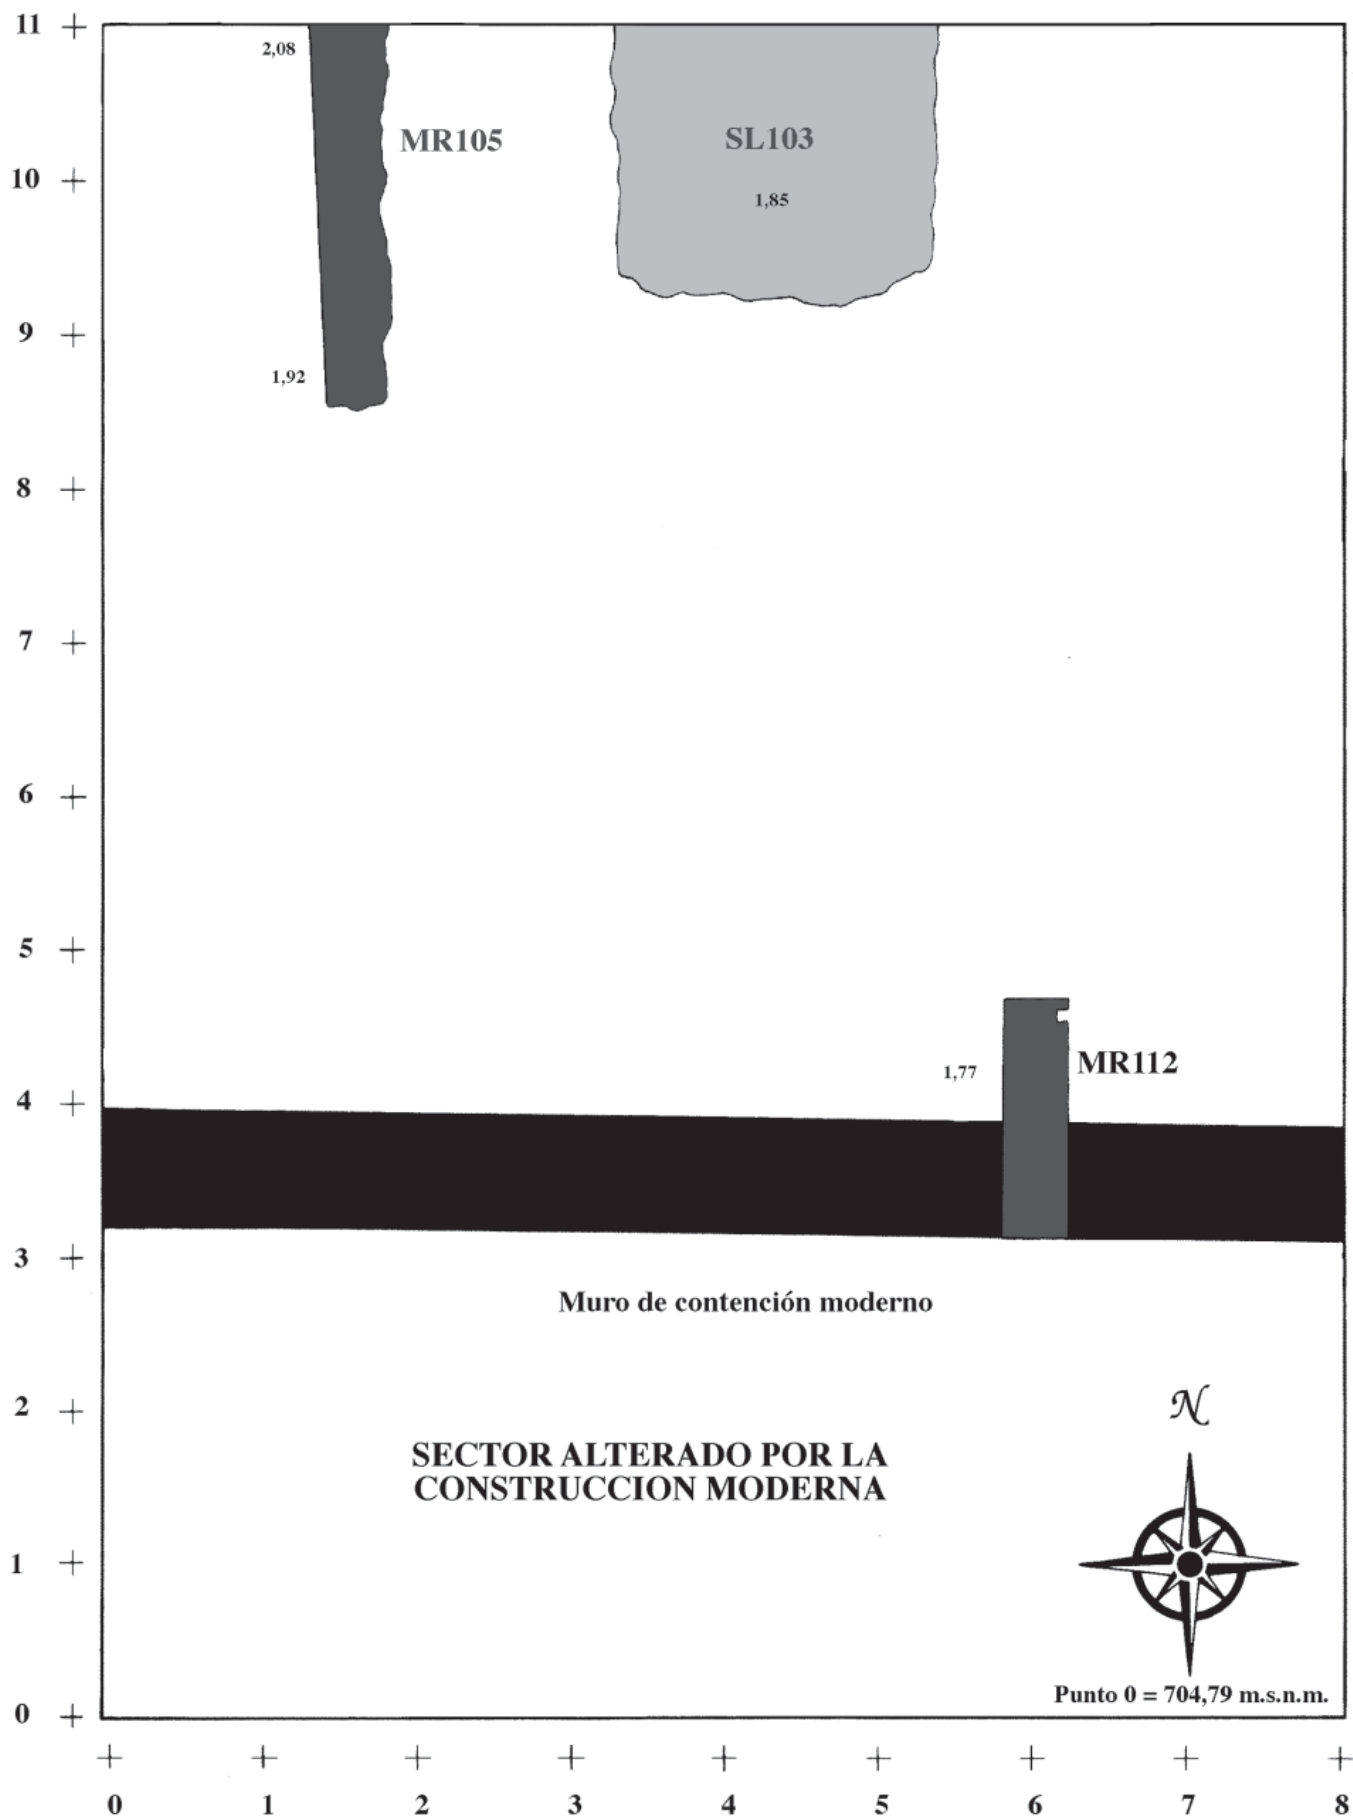 11
2,08
MR105
SL103
10
1,85
9
1,92
8
7
6
5
MR112
1,77
4
3
Muro de contención moderno
2
N
SECTOR ALTERADO POR LA
CONSTRUCCION MODERNA
1
Punto 0 = 704,79 m.s.n.m.
0
0 1 2 3 4 5 6 7 8